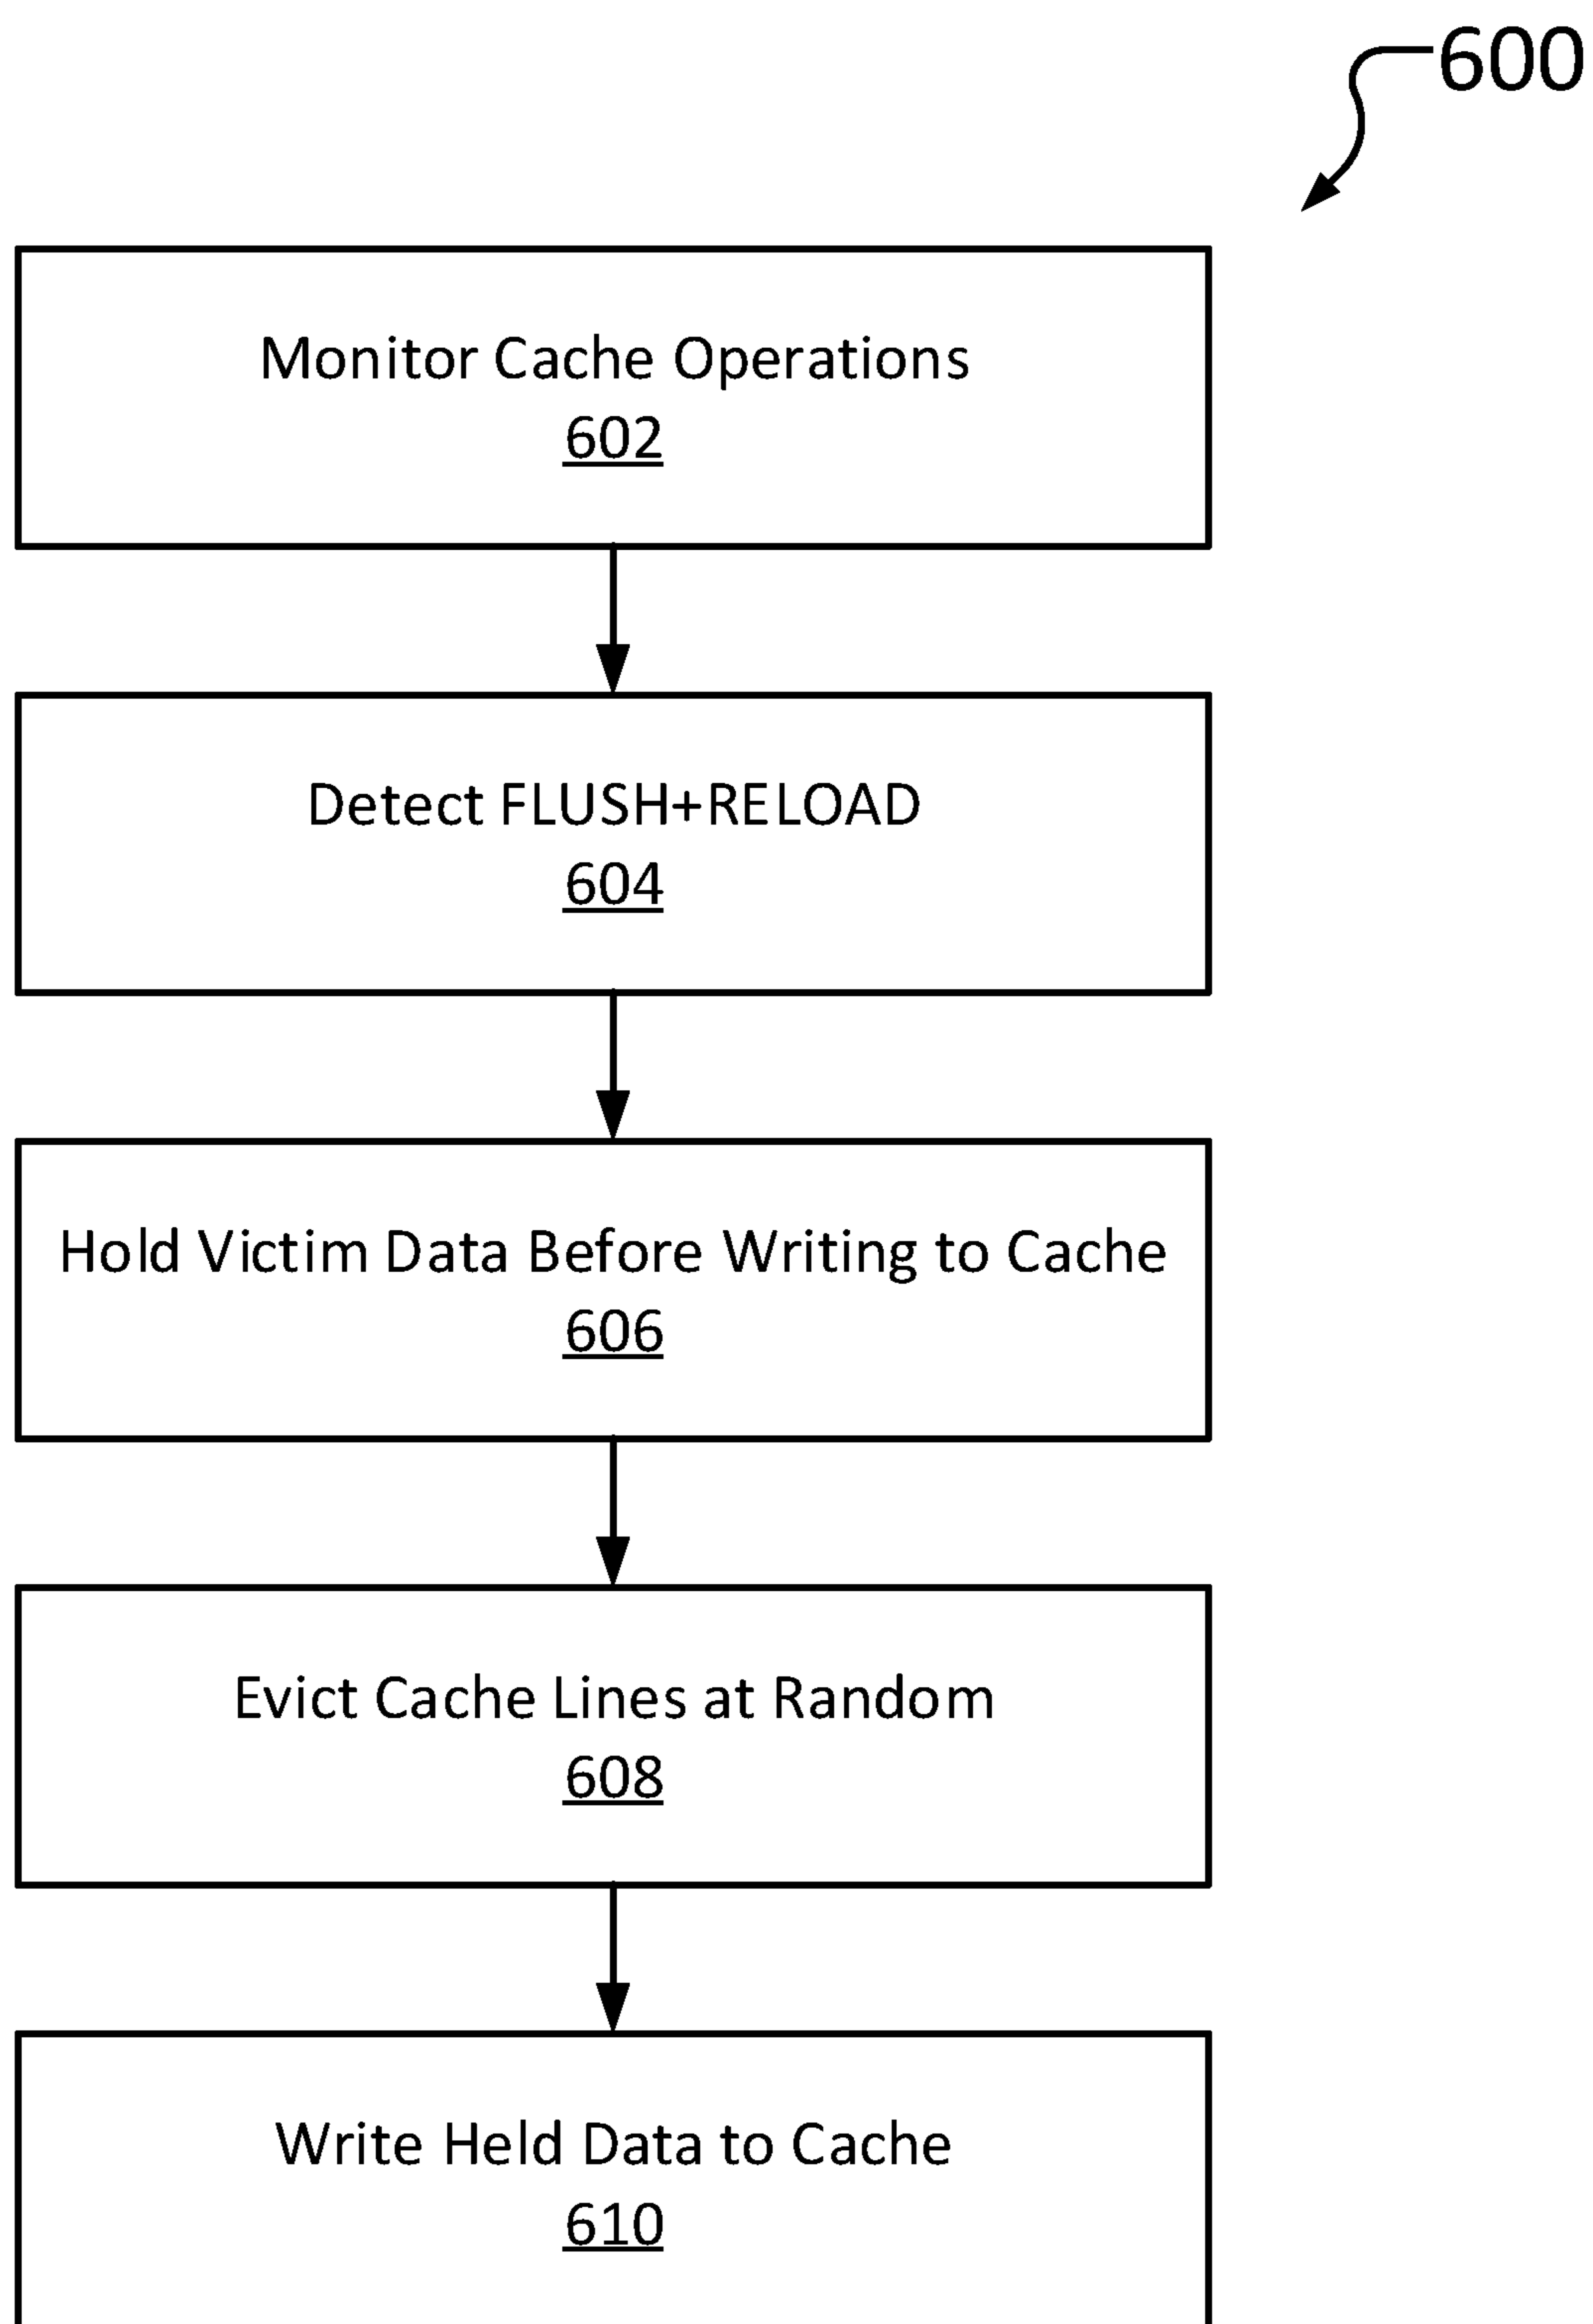 600
Monitor Cache Operations
602
Detect FLUSH+RELOAD
604
Hold Victim Data Before Writing to Cache
606
Evict Cache Lines at Random
608
Write Held Data to Cache
610